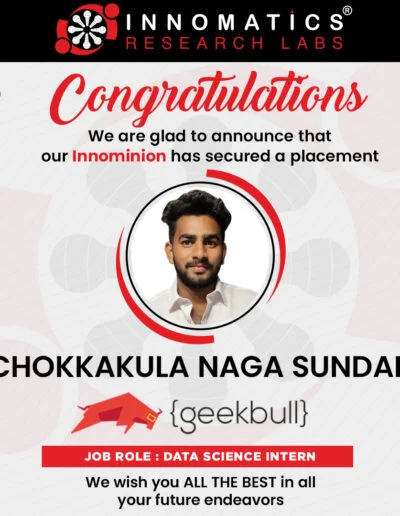 INNOMATICS®
RESEARCH LABS
Congratulations
We are glad to announce that
our Innominion has secured a placement
CHOKKAKULA NAGA SUNDAR
{geekbull}
JOB ROLE : DATA SCIENCE INTERN
We wish you ALL THE BEST in all
your future endeavors